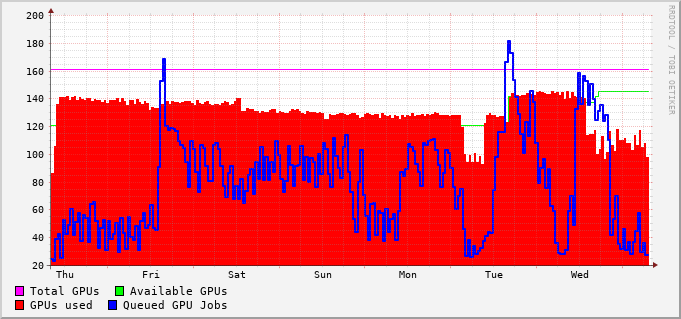 200
180
160
140
120
100
80
60
40
20
Thu Fri Sat Sun Mon Tue Wed
Total GPUs Available GPUs
GPUs used Queued GPU Jobs
RRDTOOL / TOBI OETIKER